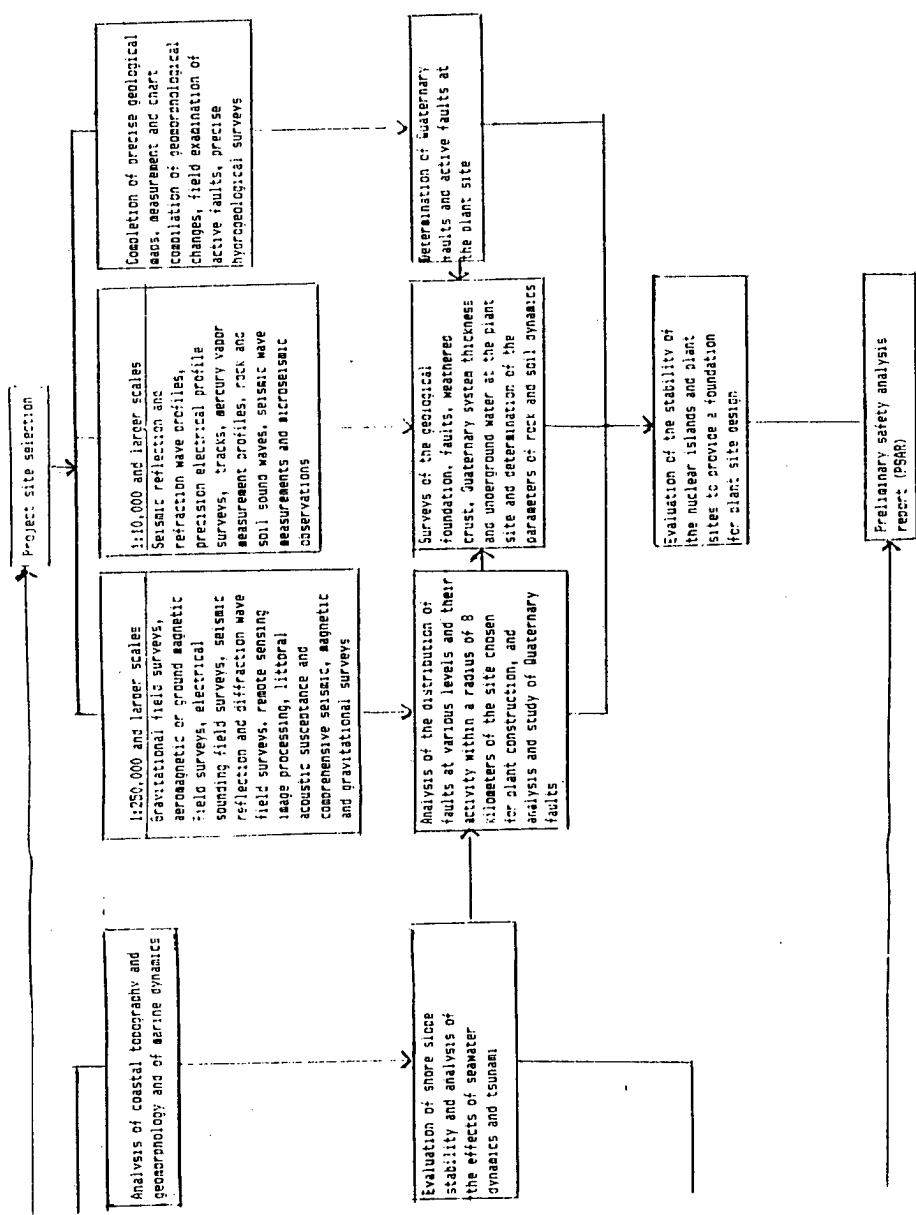 Project site selection
Completion of precise geological
maps, measurement and chart
compilation of geomorphological
changes, field examination of
active faults, precise
hydrogeological surveys
1:10,000 and larger scales
Seismic reflection and
refraction wave profiles,
precision electrical profile
surveys, tracks, mercury vapor
measurement profiles, rock and
soil sound waves, seismic wave
measurements and microseismic
observations
1:250,000 and larger scales
Gravitational field surveys,
aeromagnetic or ground magnetic
field surveys, electrical
sounding field surveys, seismic
reflection and diffraction wave
field surveys, remote sensing
image processing, littoral
acoustic susceptance and
comprehensive seismic, magnetic
and gravitational surveys
Analysis of coastal topography and
geomorphology and of marine dynamics
Determination of Quaternary
faults and active faults at
the plant site
Surveys of the geological
foundation, faults, weathered
crust, Quaternary system thickness
and underground water at the plant
site and determination of the
parameters of rock and soil dynamics
Analysis of the distribution of
faults at various levels and their
activity within a radius of 8
kilometers of the site chosen
for plant construction, and
analysis and study of Quaternary
faults
Evaluation of shore slope
stability and analysis of
the effects of seawater
dynamics and tsunami
Evaluation of the stability of
the nuclear islands and plant
sites to provide a foundation
for plant site design
Preliminary safety analysis
report (PSAR)